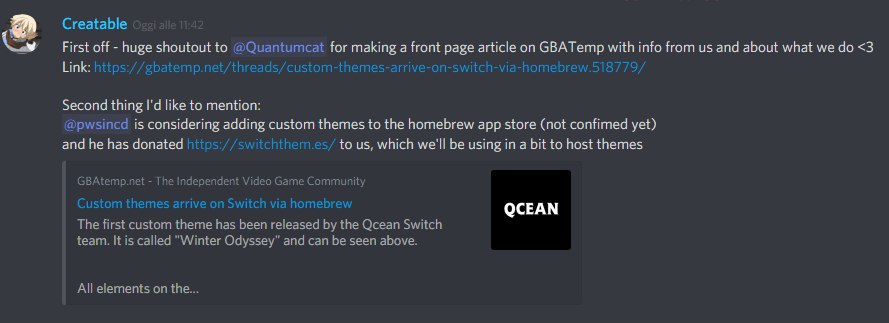 Creatable Oggi alle 11:42
First off - huge shoutout to @Quantumcat for making a front page article on GBATemp with info from us and about what we do <3
Link: https://gbatemp.net/threads/custom-themes-arrive-on-switch-via-homebrew.518779/
Second thing I'd like to mention:
@pwsincd is considering adding custom themes to the homebrew app store (not confimed yet)
and he has donated https://switchthem.es/ to us, which we'll be using in a bit to host themes
GBAtemp.net - The Independent Video Game Community
Custom themes arrive on Switch via homebrew
The first custom theme has been released by the Qcean Switch
team. It is called "Winter Odyssey" and can be seen above.
All elements on the...
QCEAN